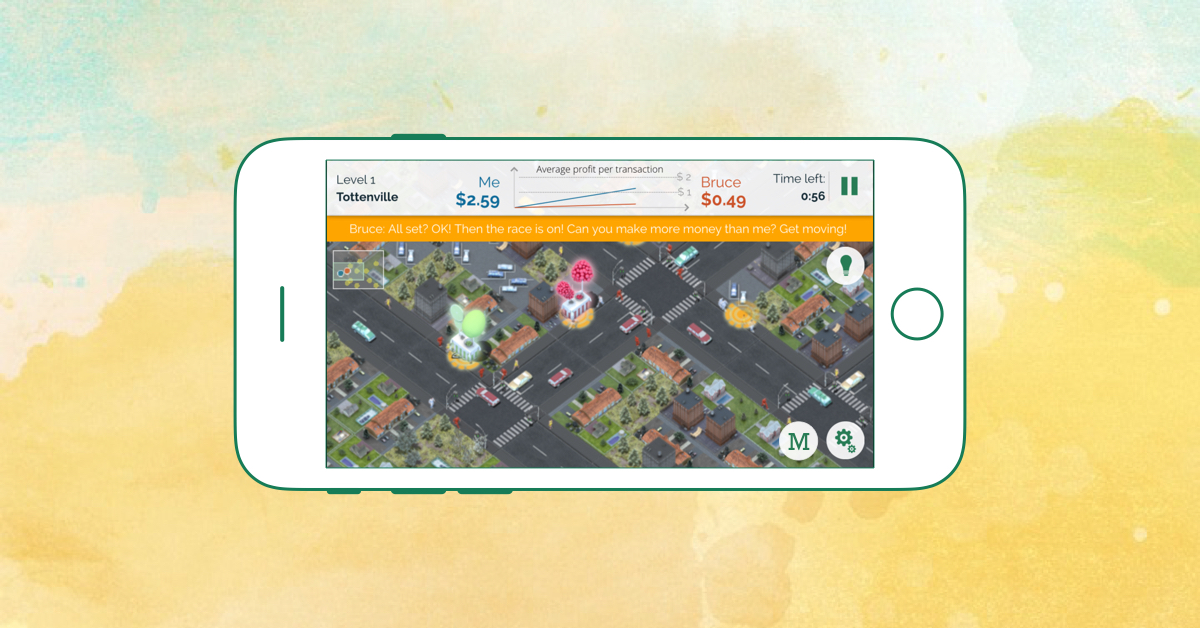 Level 1
Tottenville
Me
$2.59
Average profit per transaction
$ 2
$ 1
Bruce
$0.49
Time left:
0:56
Bruce: All set? OK! Then the race is on! Can you make more money than me? Get moving!
M